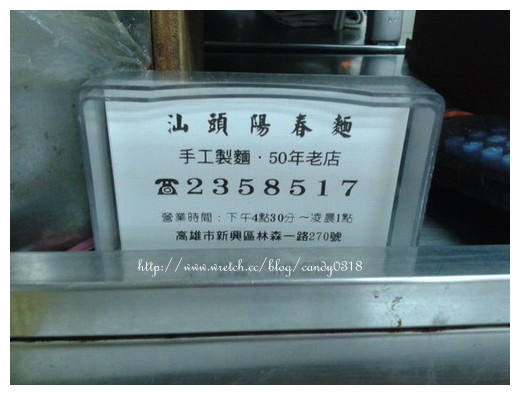 汕頭陽春麵
手工製麵·50年老店
☎2358517
營業時間：下午4點30分～凌晨1點
高雄市新興區林森一路270號
http://www.wretch.cc/blog/candy0318